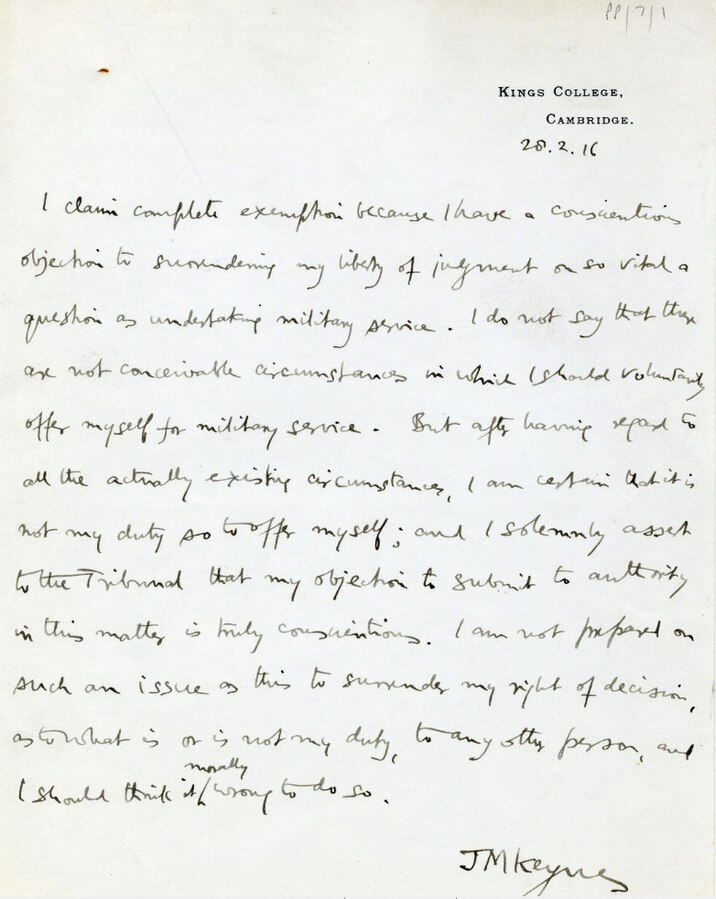 PP/7/1
KINGS COLLEGE,
CAMBRIDGE.
28.2.16
I claim complete exemption because I have a conscientious
objection to surrendering my liberty of judgment on so vital a
question as undertaking military service. I do not say that there
are not conceivable circumstances in which I should voluntarily
offer myself for military service. But after having regard to
all the actually existing circumstances, I am certain that it is
not my duty so to offer myself; and I solemnly assert
to the Tribunal that my objection to submit to authority
in this matter is truly conscientious. I am not prepared on
such an issue as this to surrender my right of decision,
as to what is or is not my duty, to any other person, and
morally
I should think it wrong to do so.
JMKeynes